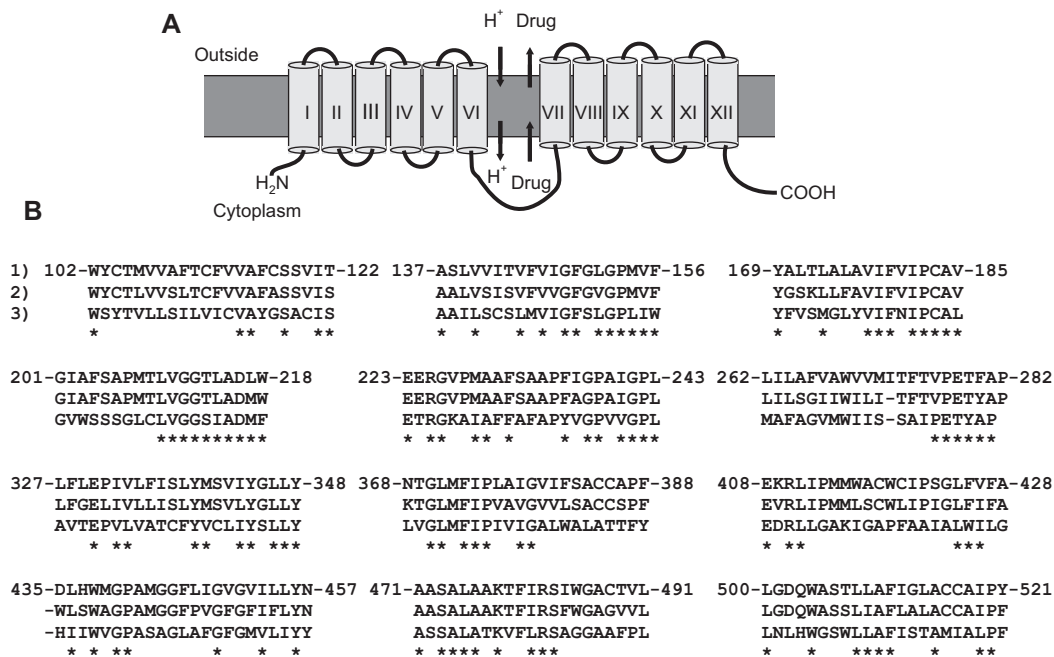 A
H+ Drug
Outside
I II III IV V VI VII VIII IX X XI XII
H2N
H+ Drug
COOH
Cytoplasm
B
1) 102-WYCTMVVAFTCFVVAFCSSVIT-122 137-ASLVVITVFVIGFGLGPMVF-156 169-YALTLALAVIFVIPCAV-185
2) WYCTLVVSLTCFVVAFASSVIS AALVSISVFVVGFGVGPMVF YGSKLLFAVIFVIPCAV
3) WSYTVLLSILVICVAYGSACIS AAILSCSLMVIGFSLGPLIW YFVSMGLYVIFNIPCAL
* ** * ** * * * ** ****** * * *** *****
201-GIAFSAPMTLVGGTLADLW-218 223-EERGVPMAAFSAAPFIGPAIGPL-243 262-LILAFVAWVVMITFTVPETFAP-282
GIAFSAPMTLVGGTLADMW EERGVPMAAFSAAPFAGPAIGPL LILSGIIWILI-TFTVPETYAP
GVWSSSGLCLVGGSIADMF ETRGKAIAFFAFAPYVGPVVGPL MAFAGVMWIIS-SAIPETYAP
********** * ** ** * * ** **** ******
327-LFLEPIVLFISLYMSVIYGLLY-348 368-NTGLMFIPLAIGVIFSACCAPF-388 408-EKRLIPMMWACWCIPSGLFVFA-428
LFGELIVLLISLYMSVLYGLLY KTGLMFIPVAVGVVLSACCSPF EVRLIPMMLSCWLIPIGLFIFA
AVTEPVLVATCFYVCLIYSLLY LVGLMFIPIVIGALWALATTFY EDRLLGAKIGAPFAAIALWILG
* ** ** ** *** ** *** ** * ** ***
435-DLHWMGPAMGGFLIGVGVILLYN-457 471-AASALAAKTFIRSIWGACTVL-491 500-LGDQWASTLLAFIGLACCAIPY-521
-WLSWAGPAMGGFPVGFGFIFLYN AASALAAKTFIRSFWGAGVVL LGDQWASSLIAFLALACCAIPF
-HIIWVGPASAGLAFGFGMVLIYY ASSALATKVFLRSAGGAAFPL LNLHWGSWLLAFISTAMIALPF
* * ** * * * * **** * *** * * **** * **